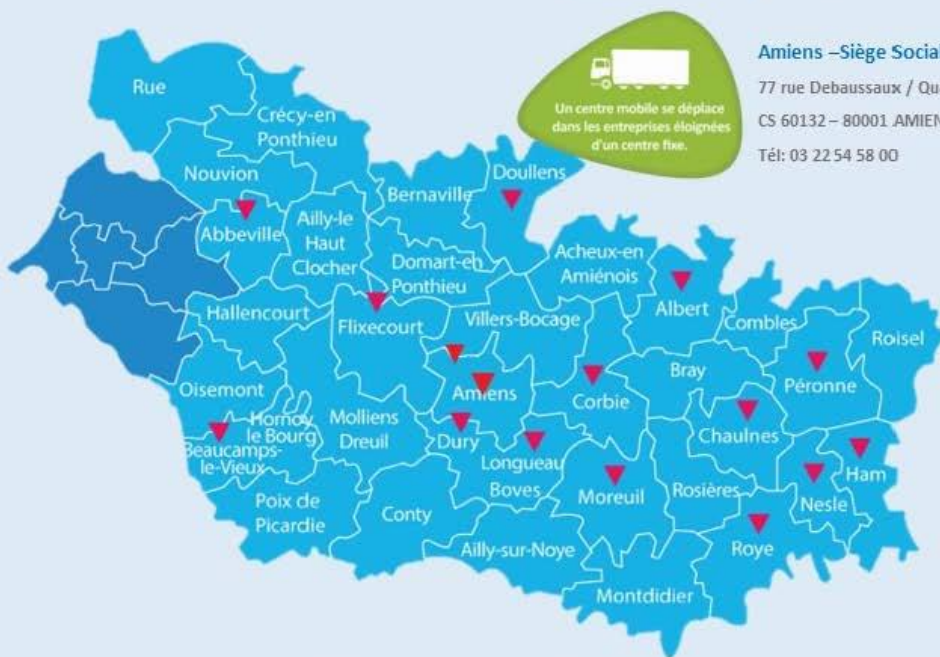 Amiens –Siège Social
77 rue Debaussaux /
CS 60132 – 80001 AMIEN
Tél: 03 22 54 58 00
Un centre mobile se déplace
dans les entreprises éloignées
d'un centre fixe.
Rue
Crécy-en
Ponthieu
Nouvion
Abbeville
Ailly-le
Haut
Clocher
Bernaville
Doullens
Domart-en
Ponthieu
Acheux-en
Amiénois
Albert
Hallencourt
Flixecourt
Villers-Bocage
Combles
Roisel
Oisemont
Amiens
Corbie
Bray
Péronne
Hornoy
le Bourg
Beaucamps-
le-Vieux
Molliens
Dreuil
Dury
Longueau
Boves
Chaulnes
Ham
Poix de
Picardie
Conty
Moreuil
Rosières
Nesle
Ailly-sur-Noye
Roye
Montdidier